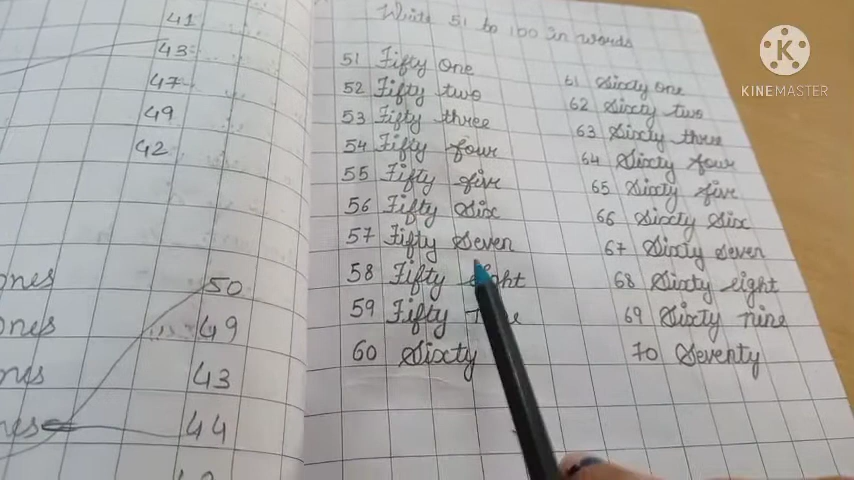 41
43
47
49
42
ones
50
ones
49
43
44
Write 51 to 100 in words
51 Fifty One
52 Fifty two
53 Fifty three
54 Fifty four
55 Fifty five
56 Fifty Six
57 Fifty Seven
58 Fifty eight
59 Fifty
60 Sixty
61 Sixty One
62 Sixty two
63 Sixty three
64 Sixty four
65 Sixty five
66 Sixty Six
67 Sixty Seven
68 Sixty eight
69 Sixty nine
70 Seventy
KINEMASTER